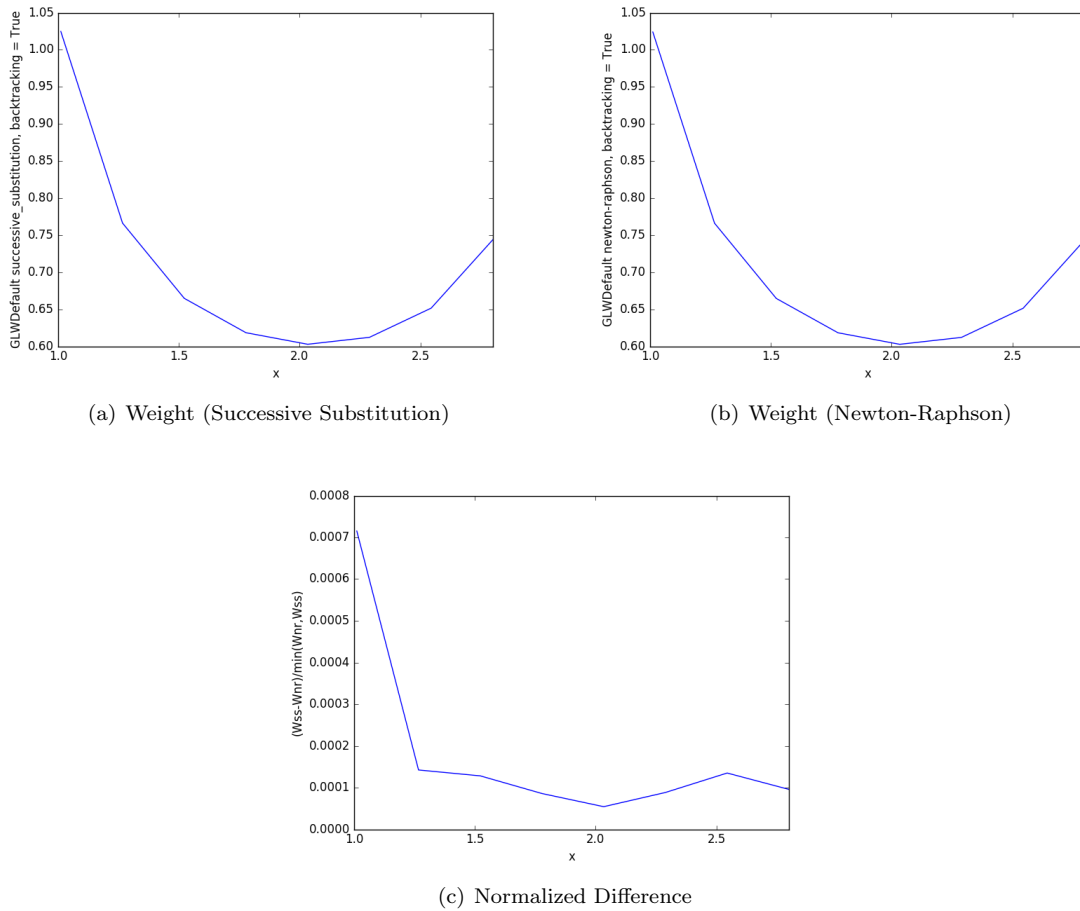 GLWDefault successive_substitution, backtracking = True
1.05
1.00
0.95
0.90
0.85
0.80
0.75
0.70
0.65
0.60
1.0 1.5 2.0 2.5
x
(a) Weight (Successive Substitution)
GLWDefault newton-raphson, backtracking = True
1.05
1.00
0.95
0.90
0.85
0.80
0.75
0.70
0.65
0.60
1.0 1.5 2.0 2.5
x
(b) Weight (Newton-Raphson)
(Wss-Wnr)/min(Wnr,Wss)
0.0008
0.0007
0.0006
0.0005
0.0004
0.0003
0.0002
0.0001
0.0000
1.0 1.5 2.0 2.5
x
(c) Normalized Difference